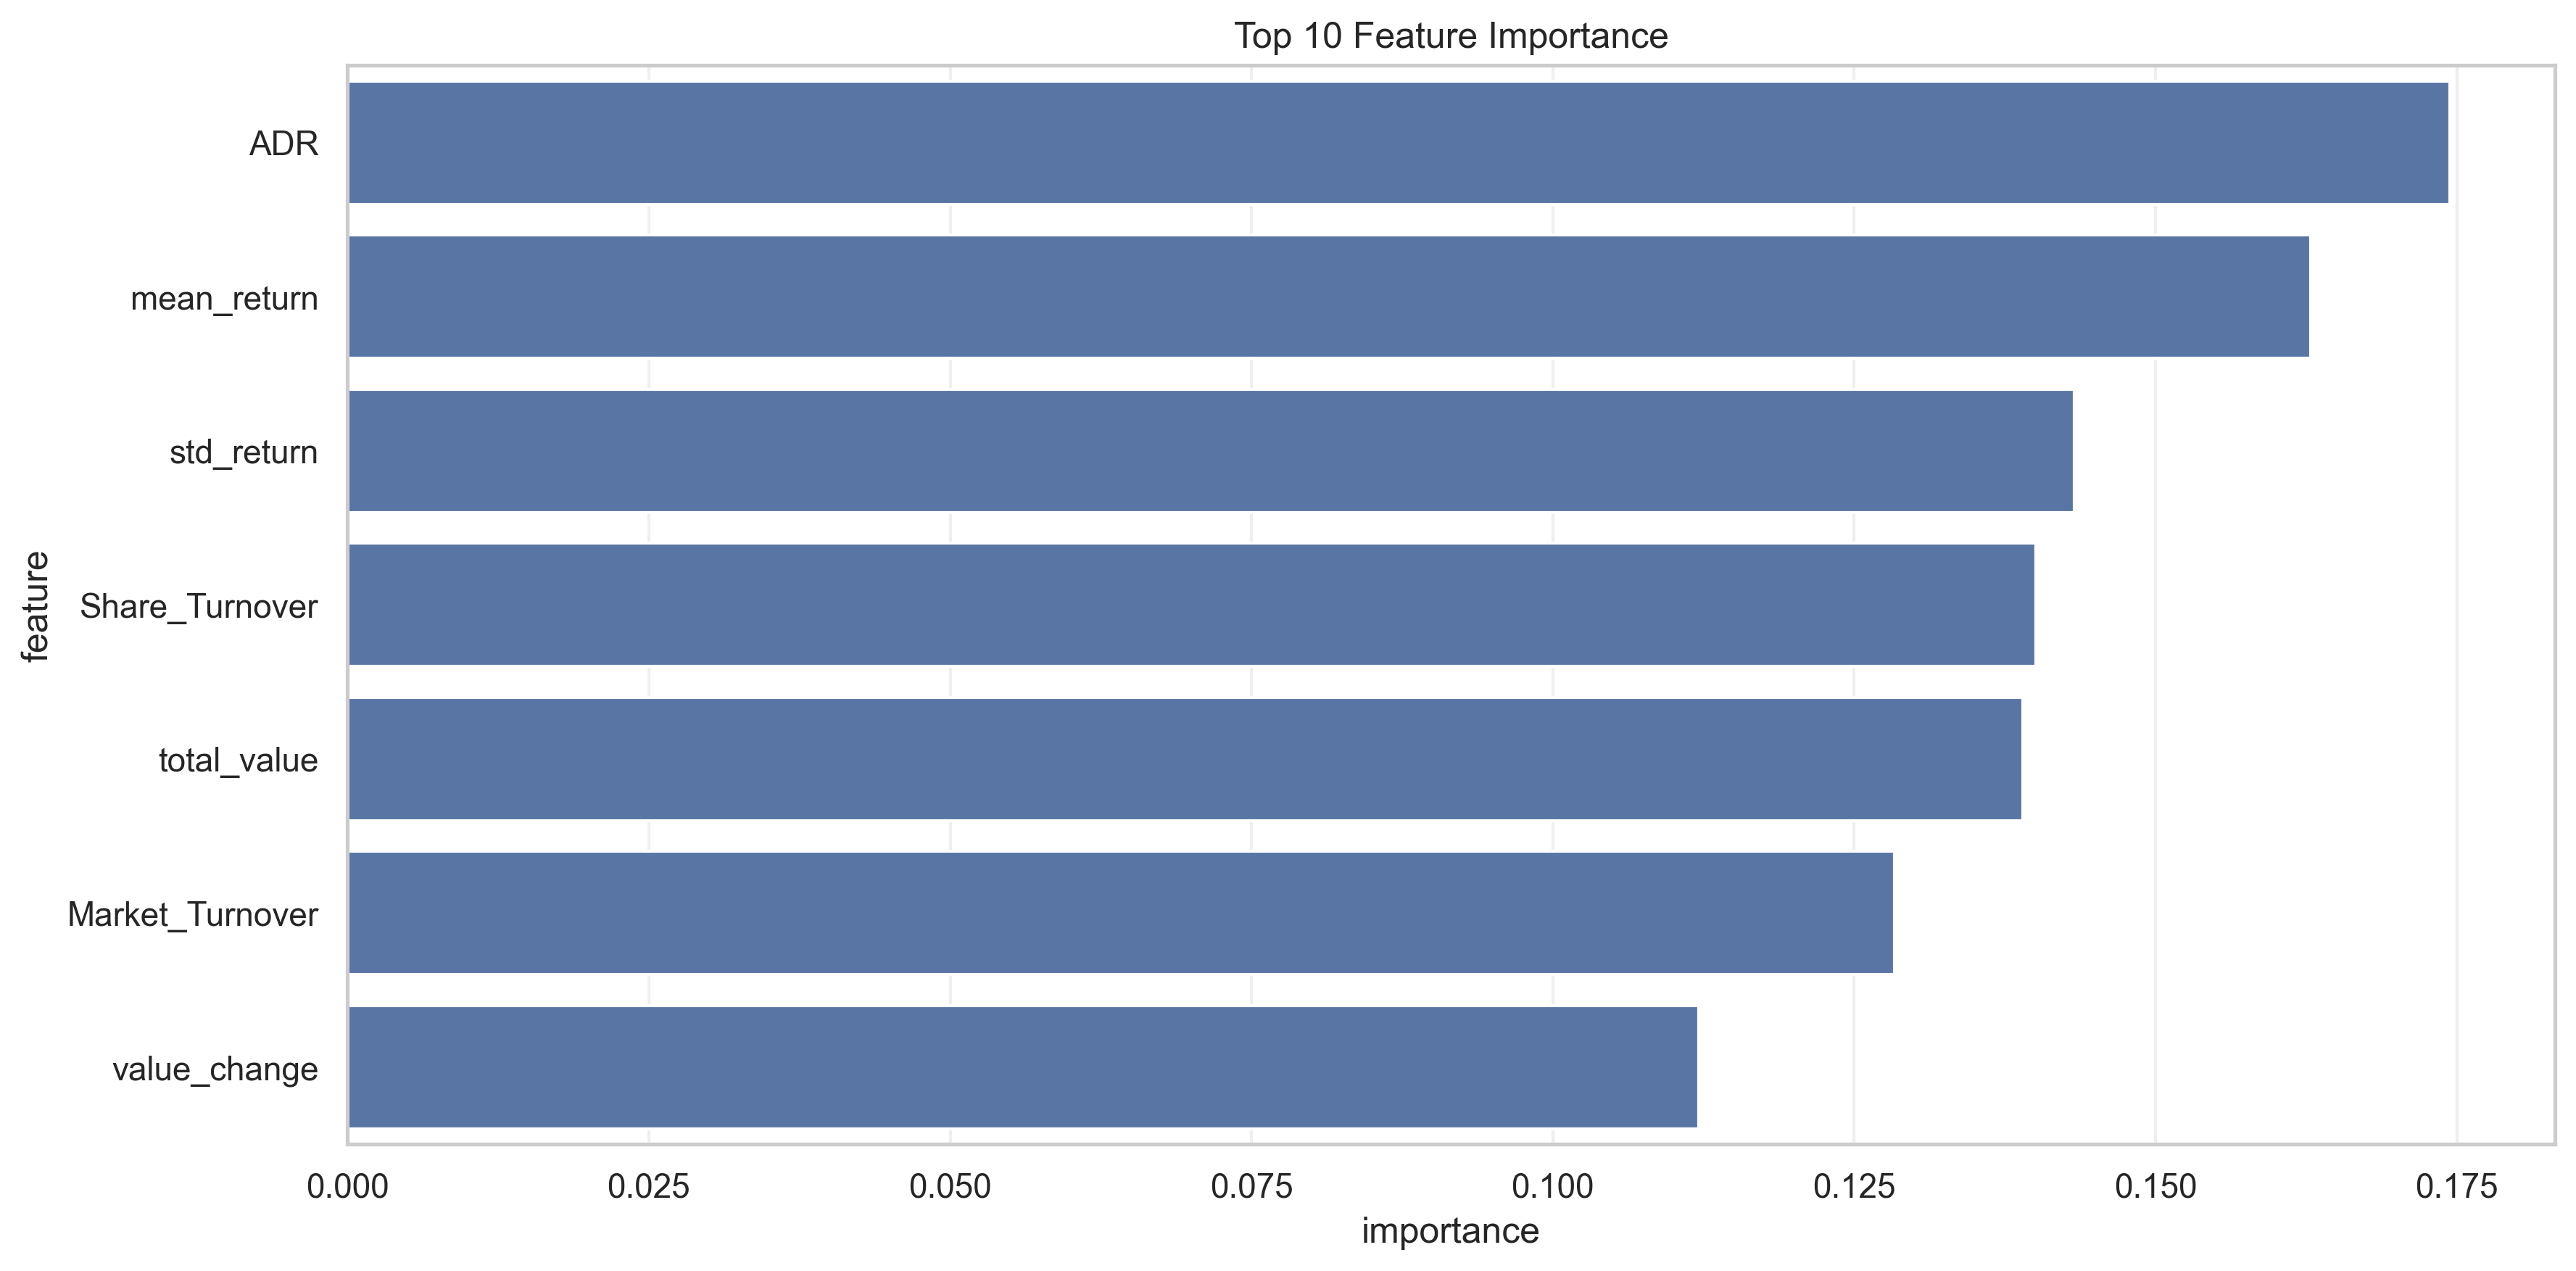 Top 10 Feature Importance
feature
ADR
mean_return
std_return
Share_Turnover
total_value
Market_Turnover
value_change
0.000 0.025 0.050 0.075 0.100 0.125 0.150 0.175
importance